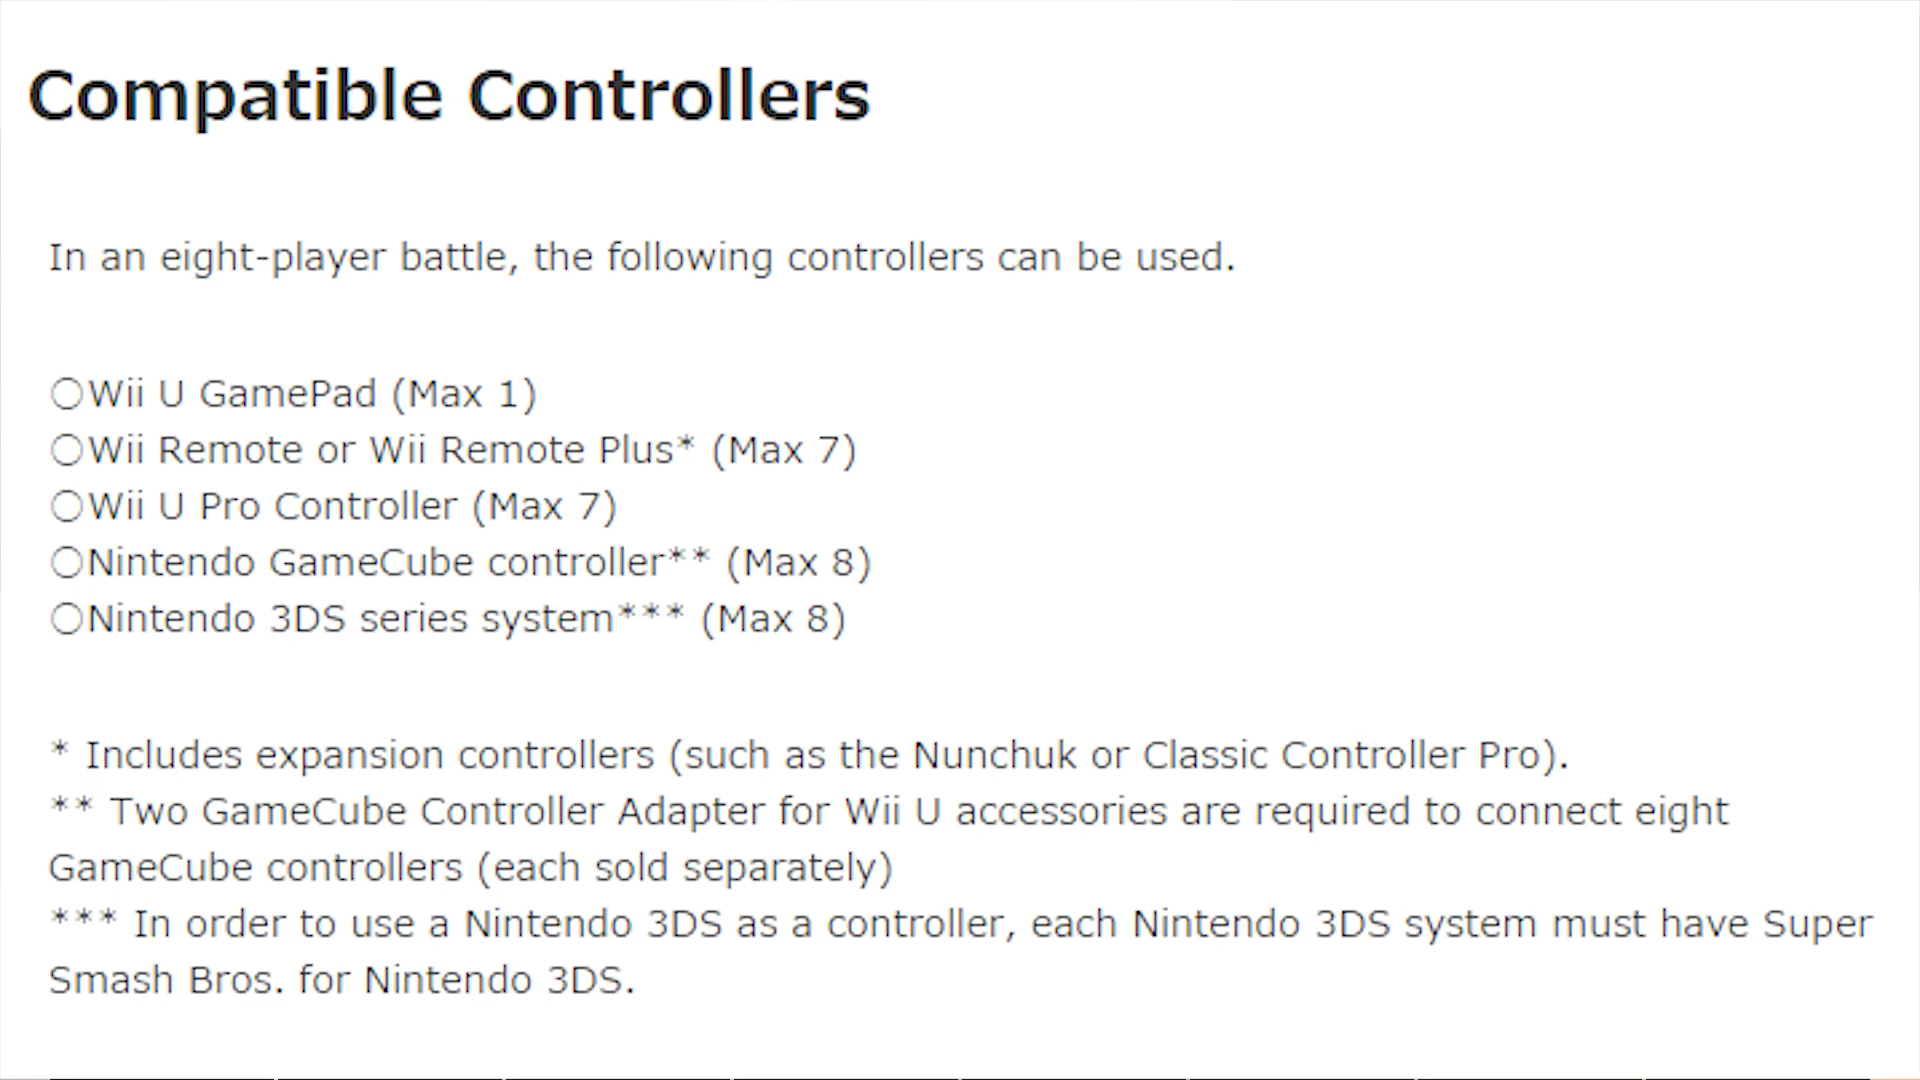 Compatible Controllers
In an eight-player battle, the following controllers can be used.
○Wii U GamePad (Max 1)
○Wii Remote or Wii Remote Plus* (Max 7)
○Wii U Pro Controller (Max 7)
○Nintendo GameCube controller** (Max 8)
○Nintendo 3DS series system*** (Max 8)
* Includes expansion controllers (such as the Nunchuk or Classic Controller Pro).
** Two GameCube Controller Adapter for Wii U accessories are required to connect eight
GameCube controllers (each sold separately)
*** In order to use a Nintendo 3DS as a controller, each Nintendo 3DS system must have Super
Smash Bros. for Nintendo 3DS.